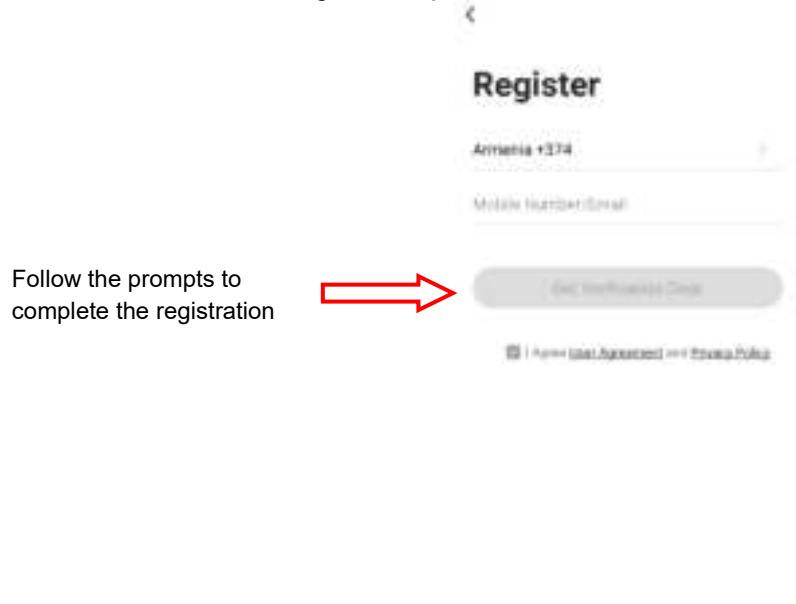 Register
Armenia +374
Mobile Number/Email
Follow the prompts to
complete the registration
Get Verification Code
I Agree User Agreement and Privacy Policy